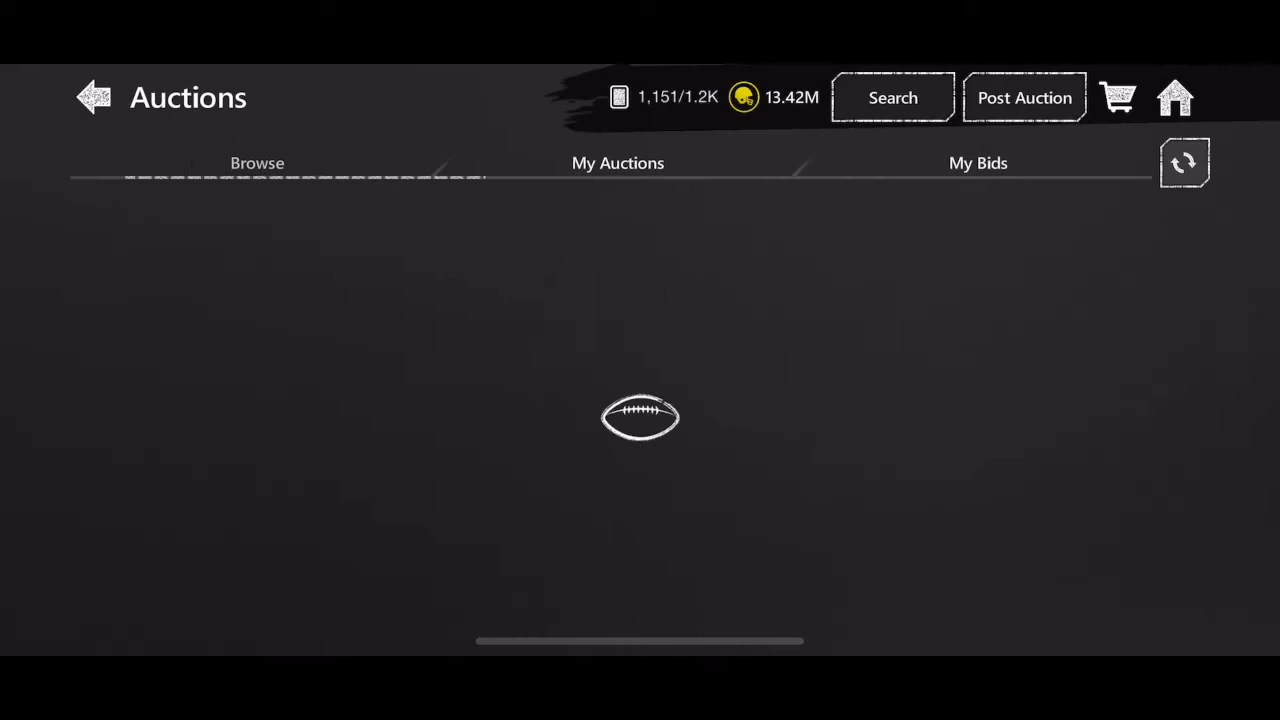 Auctions
1,151/1.2K
13.42M
Search
Post Auction
Browse
My Auctions
My Bids